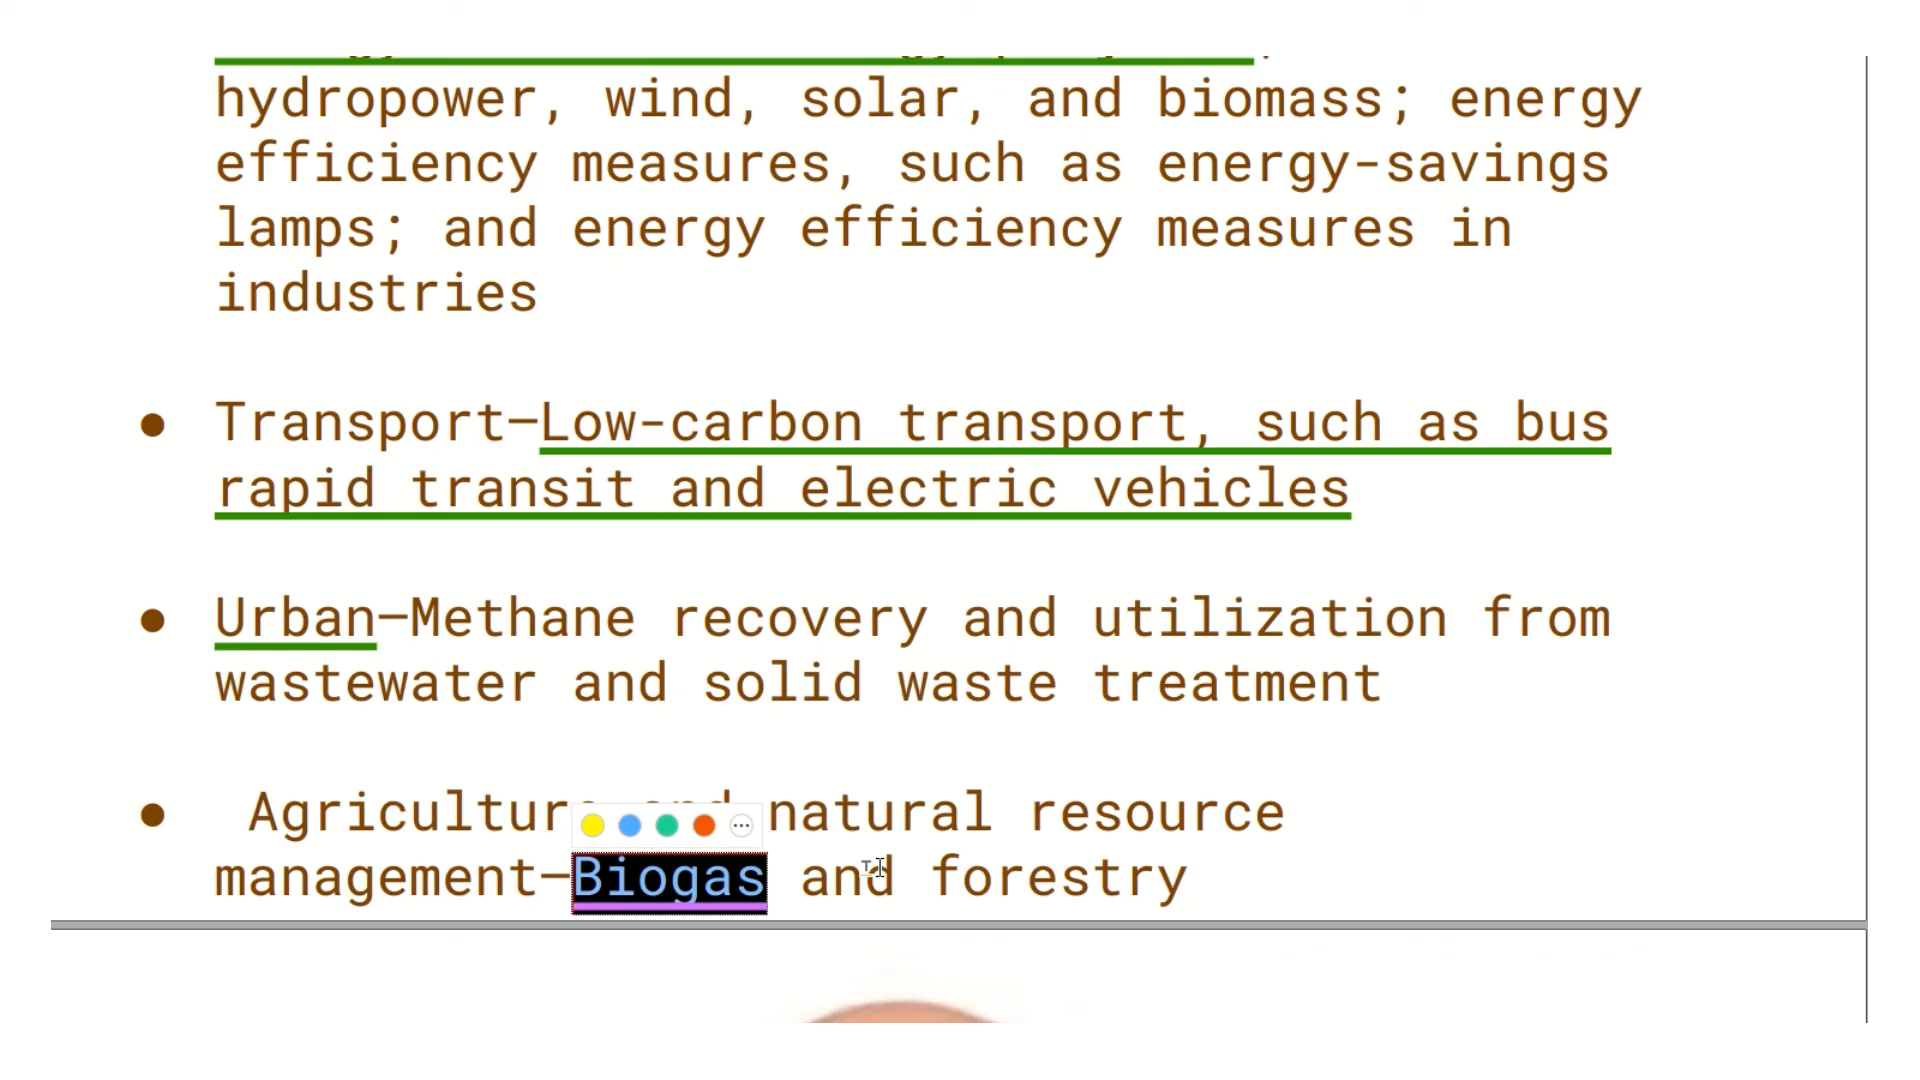 hydropower, wind, solar, and biomass; energy
efficiency measures, such as energy-savings
lamps; and energy efficiency measures in
industries
● Transport—Low-carbon transport, such as bus
rapid transit and electric vehicles
● Urban—Methane recovery and utilization from
wastewater and solid waste treatment
● Agriculture and natural resource
management—Biogas and forestry